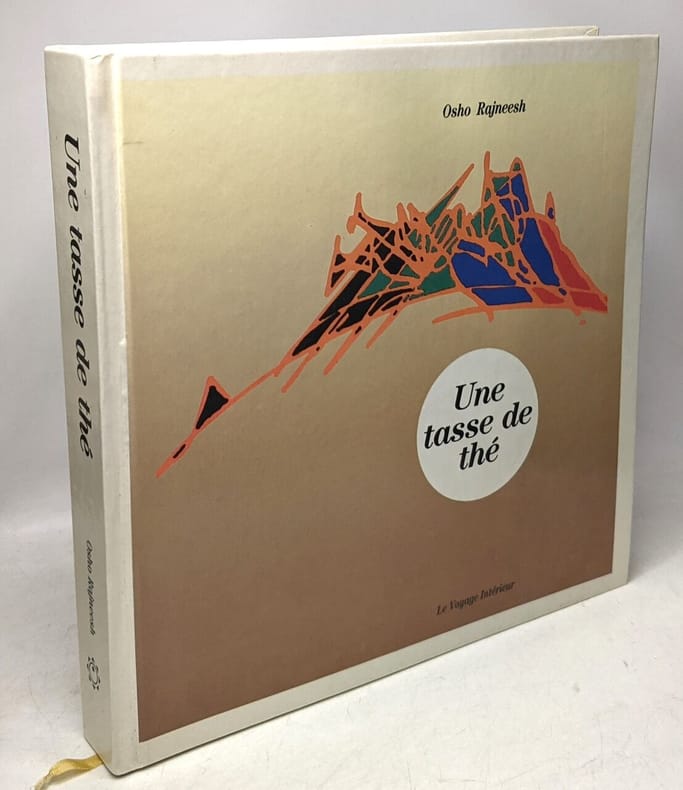 Une tasse de thé
Osho Rajneesh
Osho Rajneesh
Une
tasse de
thé
Le Voyage Intérieur